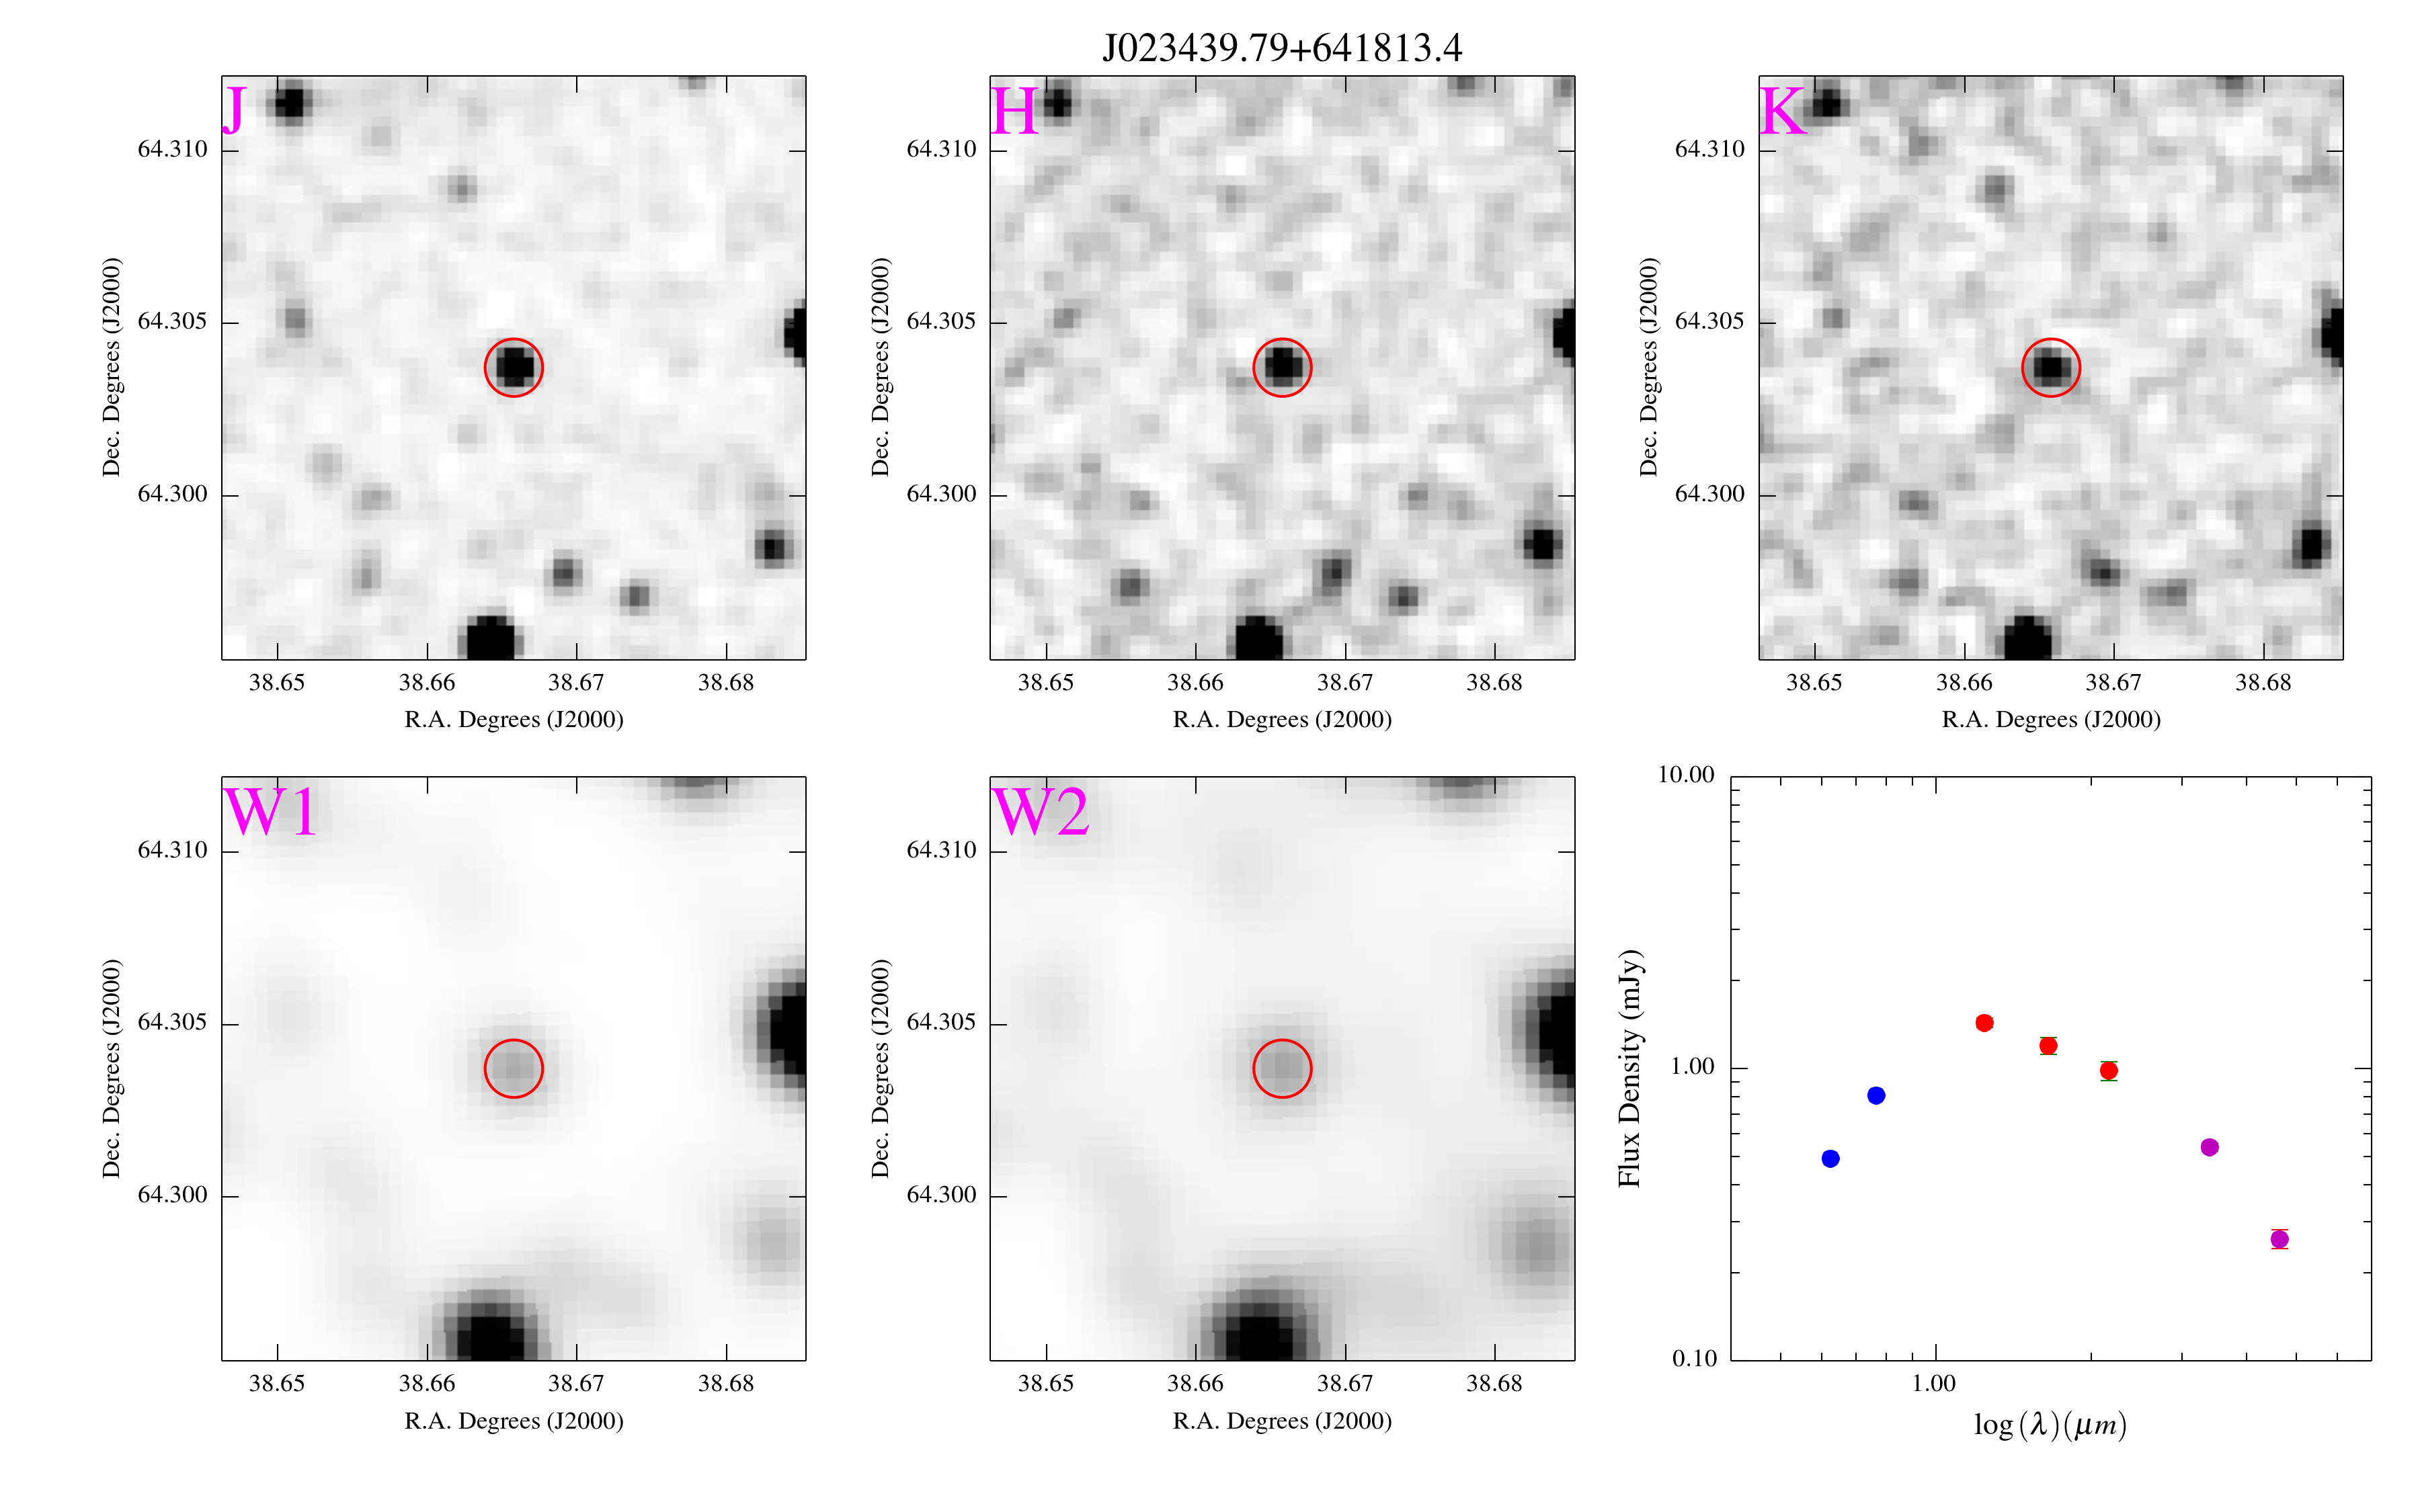 J023439.79+641813.4
J
64.310
64.305
64.300
Dec. Degrees (J2000)
38.65 38.66 38.67 38.68
R.A. Degrees (J2000)
H
64.310
64.305
64.300
Dec. Degrees (J2000)
38.65 38.66 38.67 38.68
R.A. Degrees (J2000)
K
64.310
64.305
64.300
Dec. Degrees (J2000)
38.65 38.66 38.67 38.68
R.A. Degrees (J2000)
W1
64.310
64.305
64.300
Dec. Degrees (J2000)
38.65 38.66 38.67 38.68
R.A. Degrees (J2000)
W2
64.310
64.305
64.300
Dec. Degrees (J2000)
38.65 38.66 38.67 38.68
R.A. Degrees (J2000)
10.00
1.00
0.10
Flux Density (mJy)
1.00
log(λ)(μm)